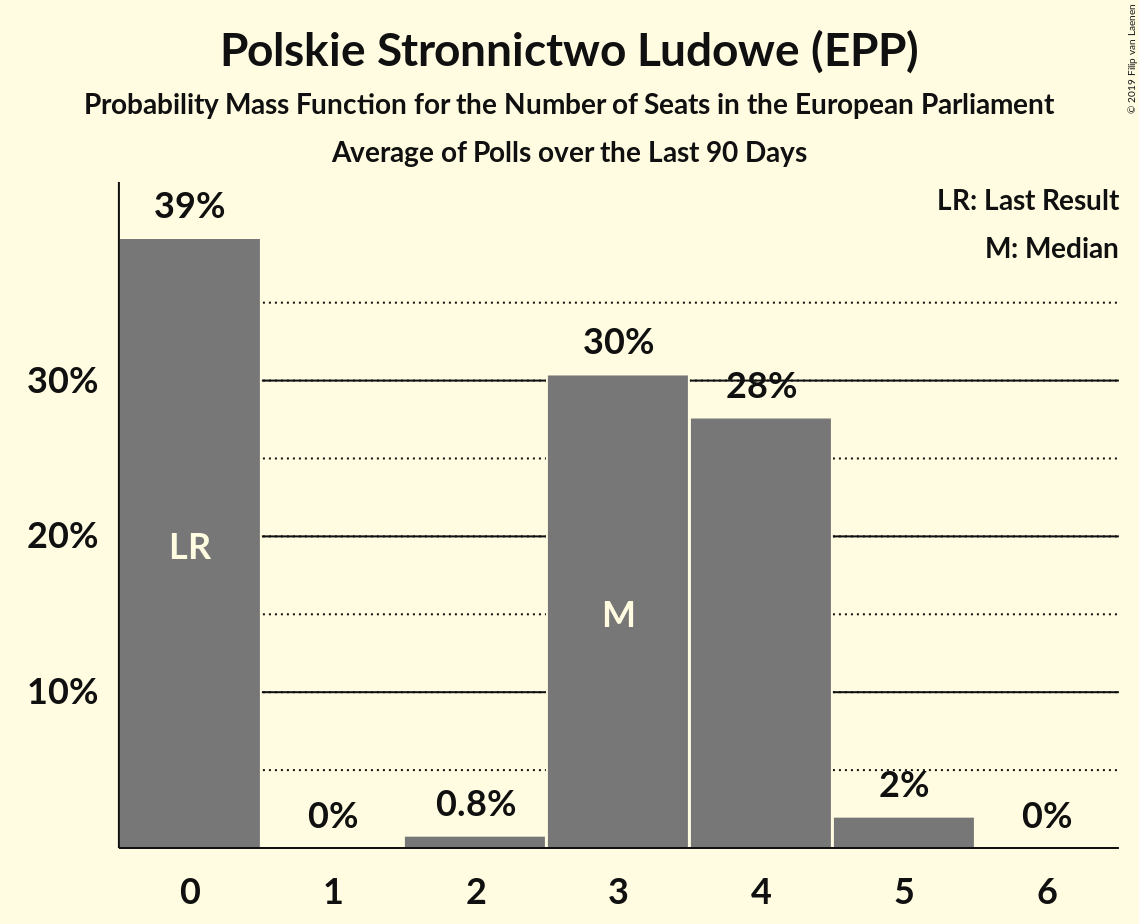 Polskie Stronnictwo Ludowe (EPP)
Probability Mass Function for the Number of Seats in the European Parliament
Average of Polls over the Last 90 Days
© 2019 Filip van Laenen
LR: Last Result
M: Median
39%
30%
28%
30%
20%
10%
LR
M
0%
0.8%
2%
0%
0 1 2 3 4 5 6